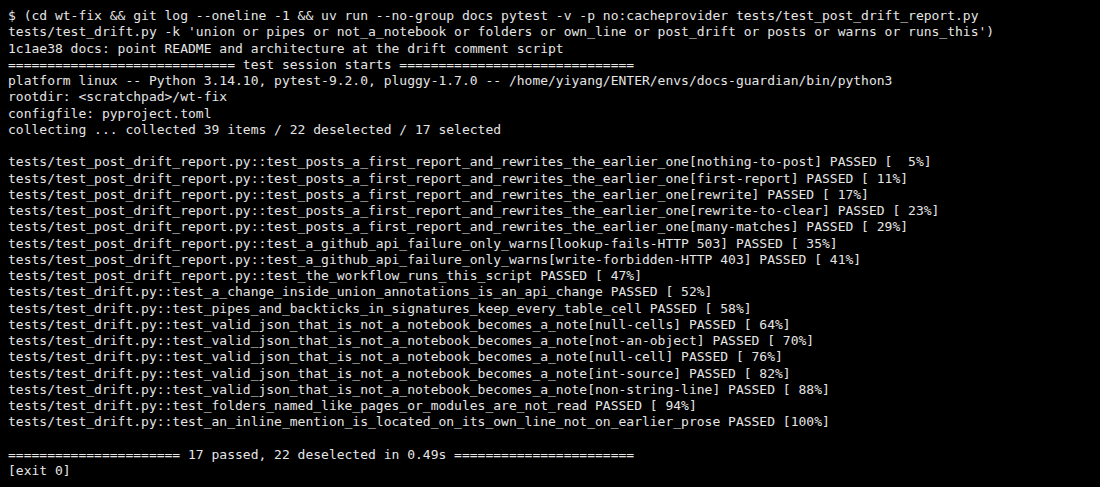 $ (cd wt-fix && git log --oneline -1 && uv run --no-group docs pytest -v -p no:cacheprovider tests/test_post_drift_report.py
tests/test_drift.py -k 'union or pipes or not_a_notebook or folders or own_line or post_drift or posts or warns or runs_this')
1c1ae38 docs: point README and architecture at the drift comment script
============================= test session starts ==============================
platform linux -- Python 3.14.10, pytest-9.2.0, pluggy-1.7.0 -- /home/yiyang/ENTER/envs/docs-guardian/bin/python3
rootdir: <scratchpad>/wt-fix
configfile: pyproject.toml
collecting ... collected 39 items / 22 deselected / 17 selected
tests/test_post_drift_report.py::test_posts_a_first_report_and_rewrites_the_earlier_one[nothing-to-post] PASSED [  5%]
tests/test_post_drift_report.py::test_posts_a_first_report_and_rewrites_the_earlier_one[first-report] PASSED [ 11%]
tests/test_post_drift_report.py::test_posts_a_first_report_and_rewrites_the_earlier_one[rewrite] PASSED [ 17%]
tests/test_post_drift_report.py::test_posts_a_first_report_and_rewrites_the_earlier_one[rewrite-to-clear] PASSED [ 23%]
tests/test_post_drift_report.py::test_posts_a_first_report_and_rewrites_the_earlier_one[many-matches] PASSED [ 29%]
tests/test_post_drift_report.py::test_a_github_api_failure_only_warns[lookup-fails-HTTP 503] PASSED [ 35%]
tests/test_post_drift_report.py::test_a_github_api_failure_only_warns[write-forbidden-HTTP 403] PASSED [ 41%]
tests/test_post_drift_report.py::test_the_workflow_runs_this_script PASSED [ 47%]
tests/test_drift.py::test_a_change_inside_union_annotations_is_an_api_change PASSED [ 52%]
tests/test_drift.py::test_pipes_and_backticks_in_signatures_keep_every_table_cell PASSED [ 58%]
tests/test_drift.py::test_valid_json_that_is_not_a_notebook_becomes_a_note[null-cells] PASSED [ 64%]
tests/test_drift.py::test_valid_json_that_is_not_a_notebook_becomes_a_note[not-an-object] PASSED [ 70%]
tests/test_drift.py::test_valid_json_that_is_not_a_notebook_becomes_a_note[null-cell] PASSED [ 76%]
tests/test_drift.py::test_valid_json_that_is_not_a_notebook_becomes_a_note[int-source] PASSED [ 82%]
tests/test_drift.py::test_valid_json_that_is_not_a_notebook_becomes_a_note[non-string-line] PASSED [ 88%]
tests/test_drift.py::test_folders_named_like_pages_or_modules_are_not_read PASSED [ 94%]
tests/test_drift.py::test_an_inline_mention_is_located_on_its_own_line_not_on_earlier_prose PASSED [100%]
====================== 17 passed, 22 deselected in 0.49s =======================
[exit 0]